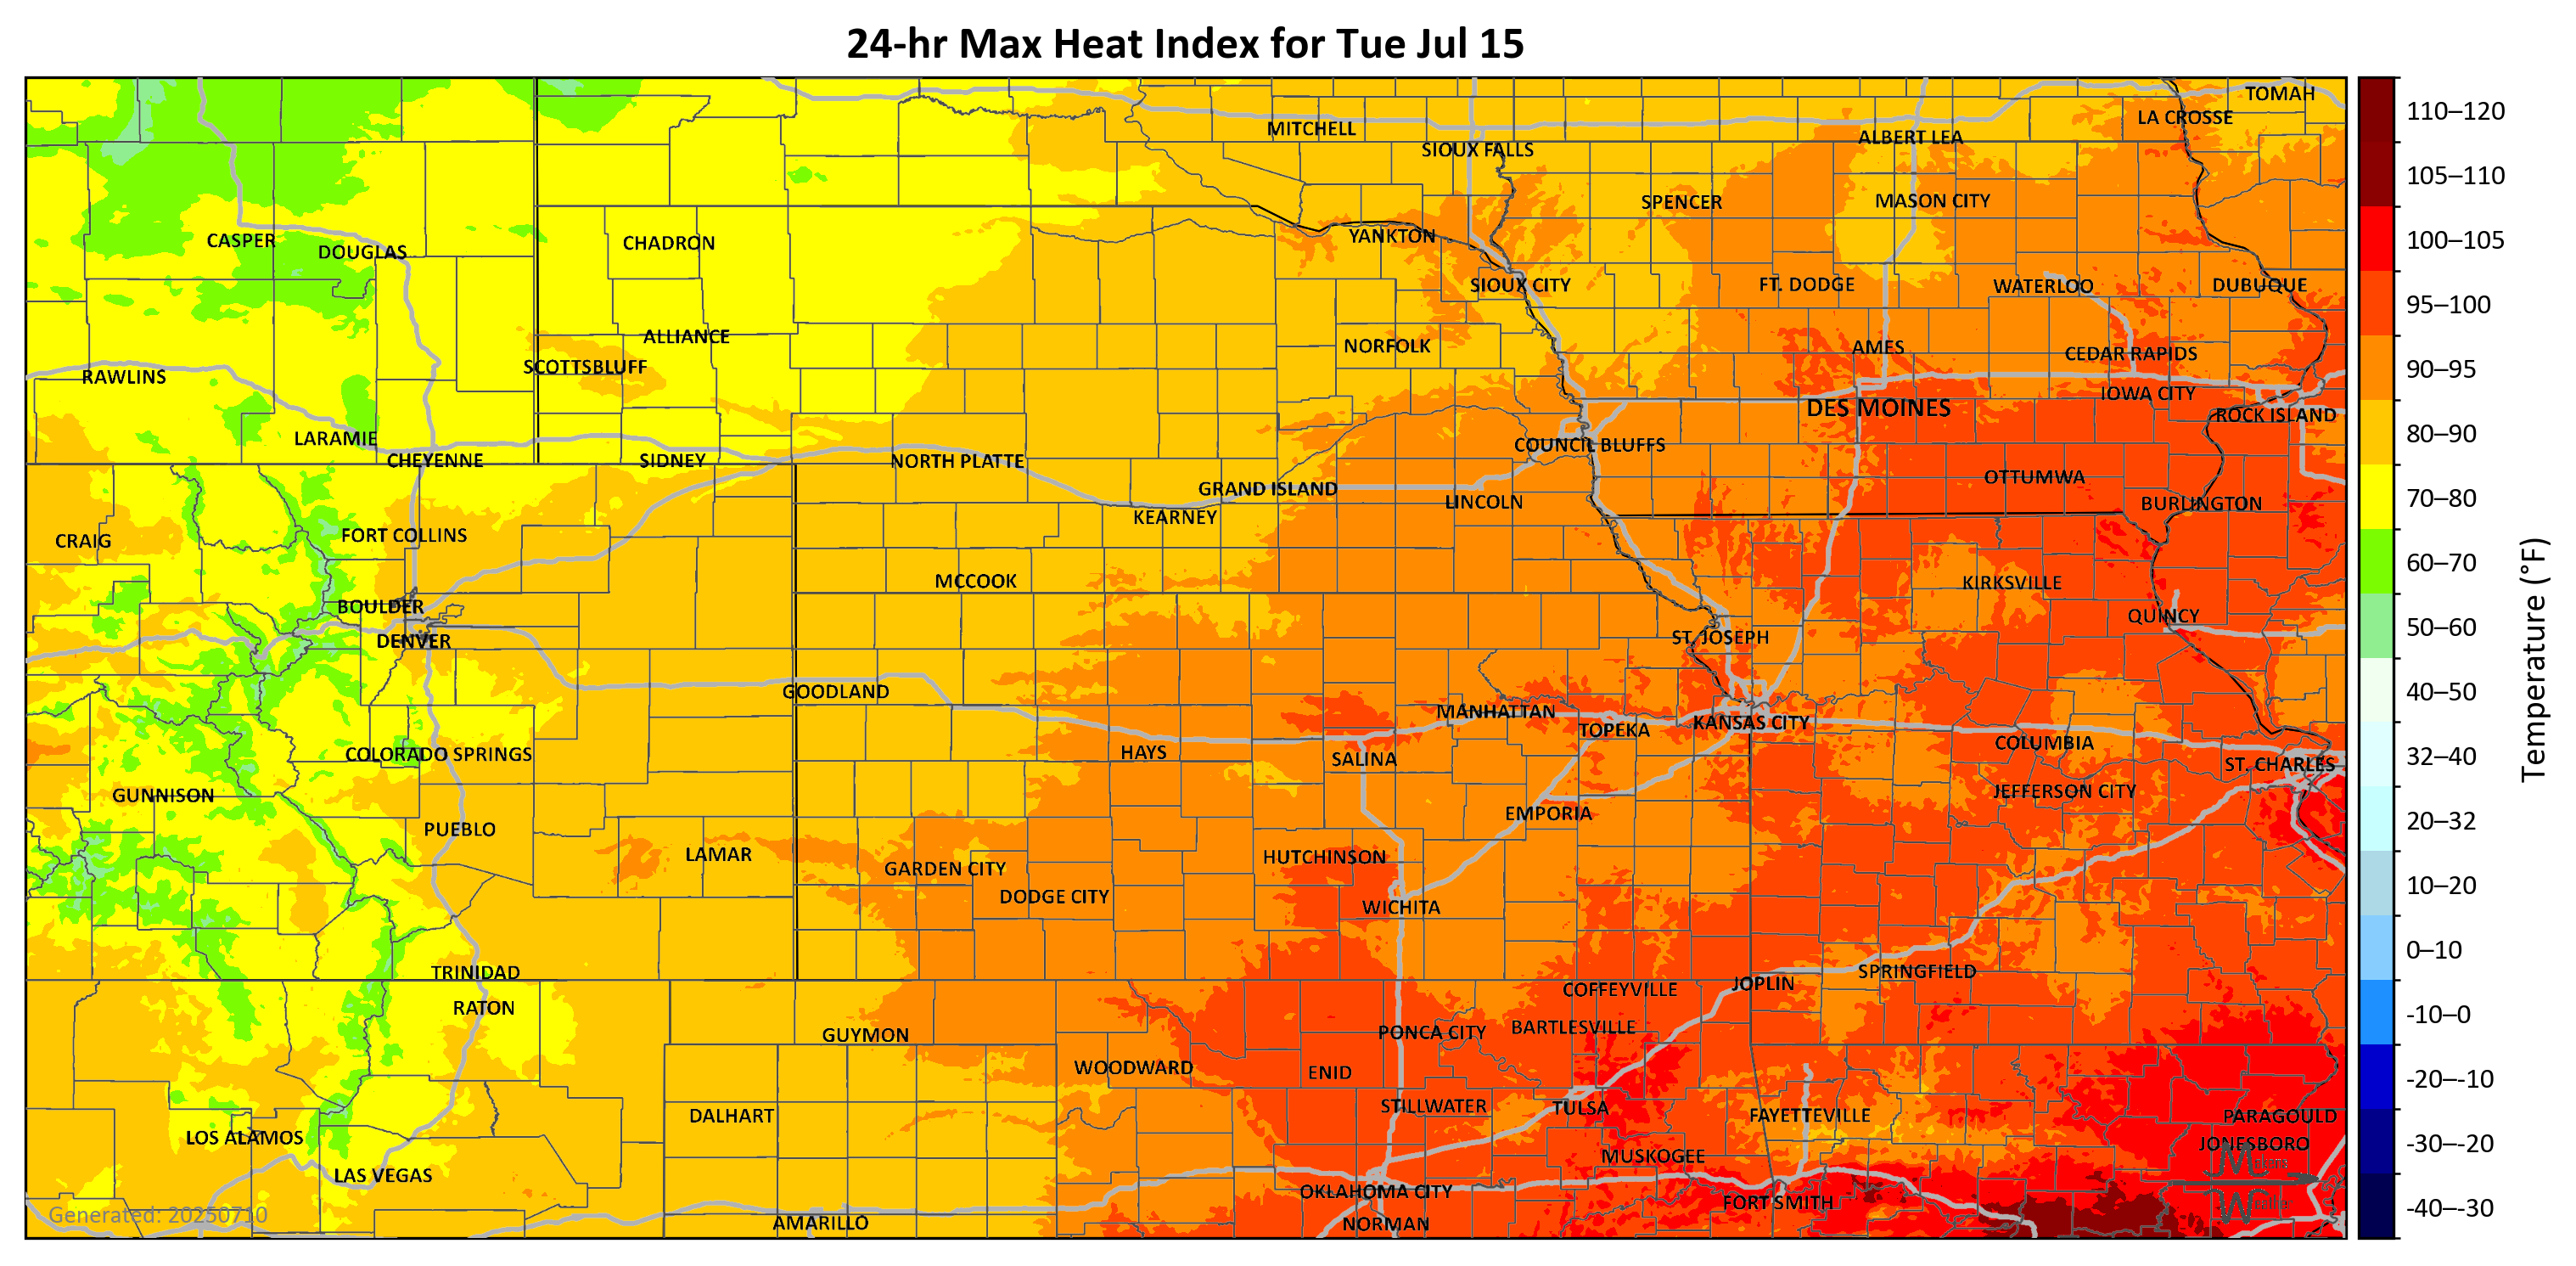 24-hr Max Heat Index for Tue Jul 15
TOMAH
LA CROSSE
MITCHELL
ALBERT LEA
SIOUX FALLS
SPENCER
MASON CITY
YANKTON
CASPER
DOUGLAS
CHADRON
SIOUX CITY
FT. DODGE
WATERLOO
DUBUQUE
ALLIANCE
NORFOLK
AMES
CEDAR RAPIDS
SCOTTSBLUFF
RAWLINS
IOWA CITY
DES MOINES
ROCK ISLAND
LARAMIE
COUNCIL BLUFFS
CHEYENNE
SIDNEY
NORTH PLATTE
OTTUMWA
GRAND ISLAND
LINCOLN
BURLINGTON
KEARNEY
FORT COLLINS
CRAIG
MCCOOK
KIRKSVILLE
BOULDER
QUINCY
DENVER
ST. JOSEPH
GOODLAND
MANHATTAN
KANSAS CITY
TOPEKA
COLUMBIA
COLORADO SPRINGS
HAYS
SALINA
ST. CHARLES
GUNNISON
JEFFERSON CITY
EMPORIA
PUEBLO
LAMAR
HUTCHINSON
GARDEN CITY
DODGE CITY
WICHITA
TRINIDAD
SPRINGFIELD
JOPLIN
COFFEYVILLE
RATON
GUYMON
PONCA CITY
BARTLESVILLE
WOODWARD
ENID
STILLWATER
TULSA
DALHART
FAYETTEVILLE
PARAGOULD
LOS ALAMOS
JONESBORO
MUSKOGEE
LAS VEGAS
OKLAHOMA CITY
FORT SMITH
AMARILLO
NORMAN
Generated: 20250710
110–120
105–110
100–105
95–100
90–95
80–90
70–80
60–70
50–60
40–50
32–40
20–32
10–20
0–10
-10–0
-20–-10
-30–-20
-40–-30
Temperature (°F)